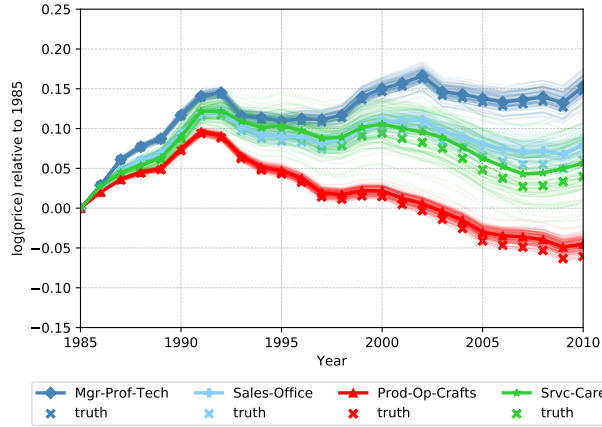 0.25
0.20
0.15
0.10
0.05
0.00
−0.05
−0.10
−0.15
log(price) relative to 1985
1985 1990 1995 2000 2005 2010
Year
Mgr-Prof-Tech Sales-Office Prod-Op-Crafts Srvc-Care
truth truth truth truth